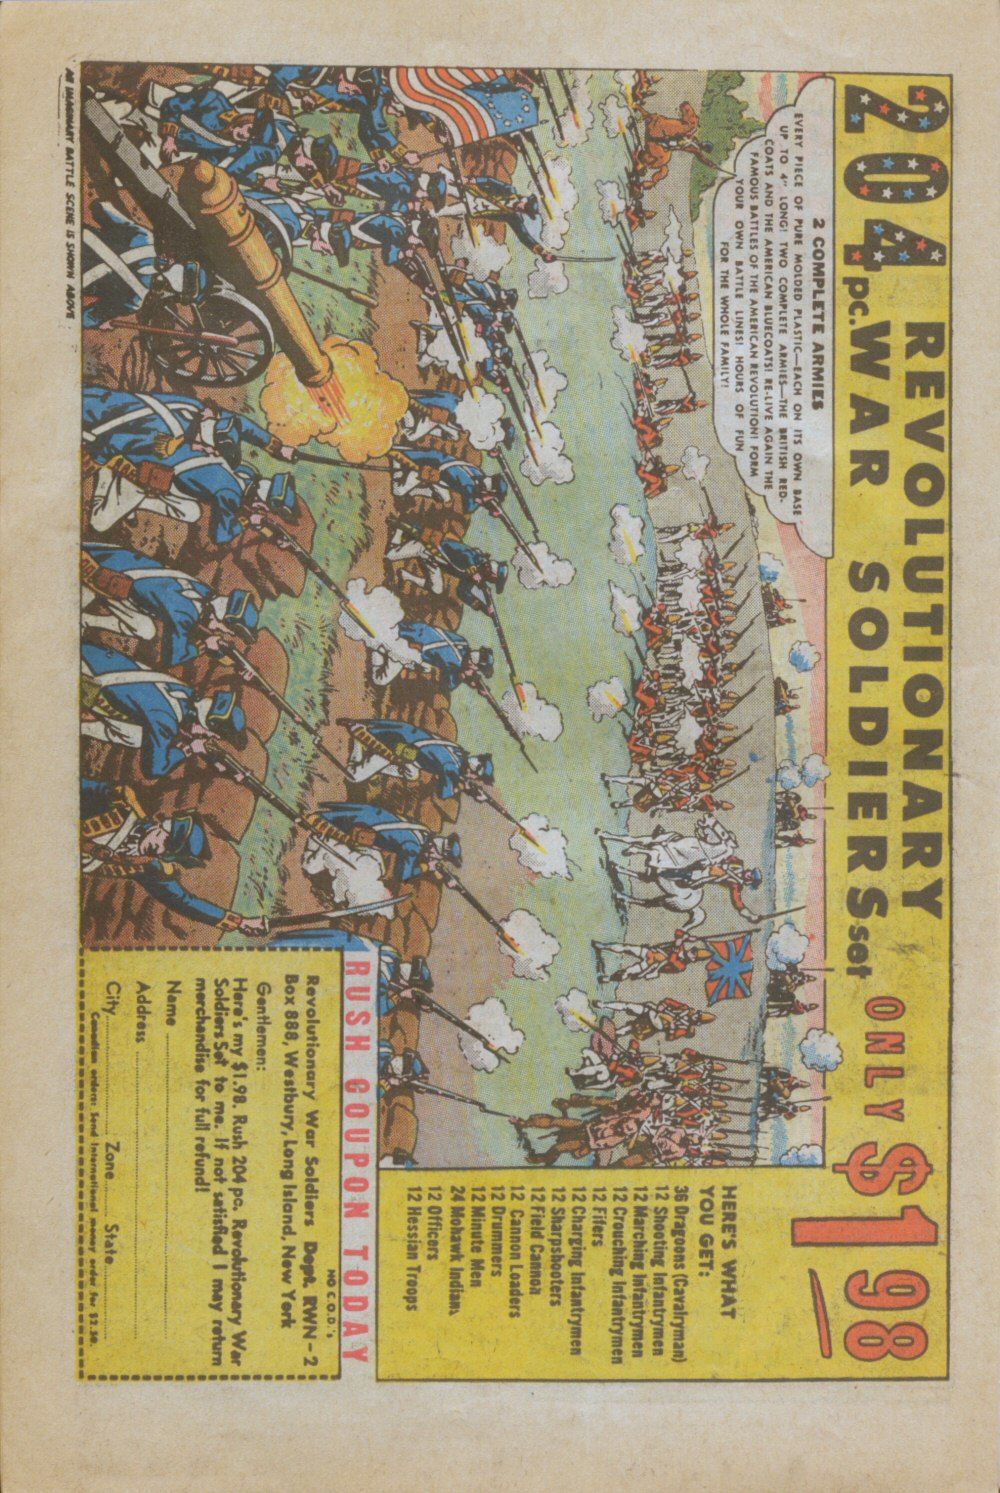 204 REVOLUTIONARY
pc. WAR SOLDIERS set
ONLY $1 98
2 COMPLETE ARMIES
EVERY PIECE OF PURE MOLDED PLASTIC—EACH ON ITS OWN BASE
UP TO 4" LONG! TWO COMPLETE ARMIES—THE BRITISH RED-
COATS AND THE AMERICAN BLUECOATS! RE-LIVE AGAIN THE
FAMOUS BATTLES OF THE AMERICAN REVOLUTION! FORM
YOUR OWN BATTLE LINES! HOURS OF FUN
FOR THE WHOLE FAMILY!
HERE'S WHAT
YOU GET:
36 Dragoons (Cavalryman)
12 Shooting Infantrymen
12 Marching Infantrymen
12 Crouching Infantrymen
12 Fifers
12 Charging Infantrymen
12 Sharpshooters
12 Field Cannon
12 Cannon Loaders
12 Drummers
12 Minute Men
24 Mohawk Indians
12 Officers
12 Hessian Troops
RUSH COUPON TODAY
NO C.O.D.'s
Revolutionary War Soldiers Dept. RWN-2
Box 888, Westbury, Long Island, New York
Gentlemen:
Here's my $1.98. Rush 204 pc. Revolutionary War
Soldiers Set to me. If not satisfied I may return
merchandise for full refund!
Name
Address
City Zone State
Canadian orders: Send International money order for $2.50.
AN IMAGINARY BATTLE SCENE IS SHOWN ABOVE